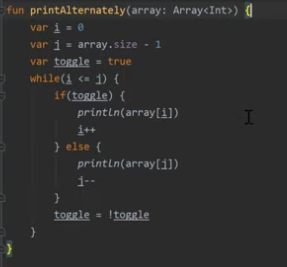 fun printAlternately(array: Array<Int>) {
    var i = 0
    var j = array.size - 1
    var toggle = true
    while(i <= j) {
        if(toggle) {
            println(array[i])
            i++
        } else {
            println(array[j])
            j--
        }
        toggle = !toggle
    }
}